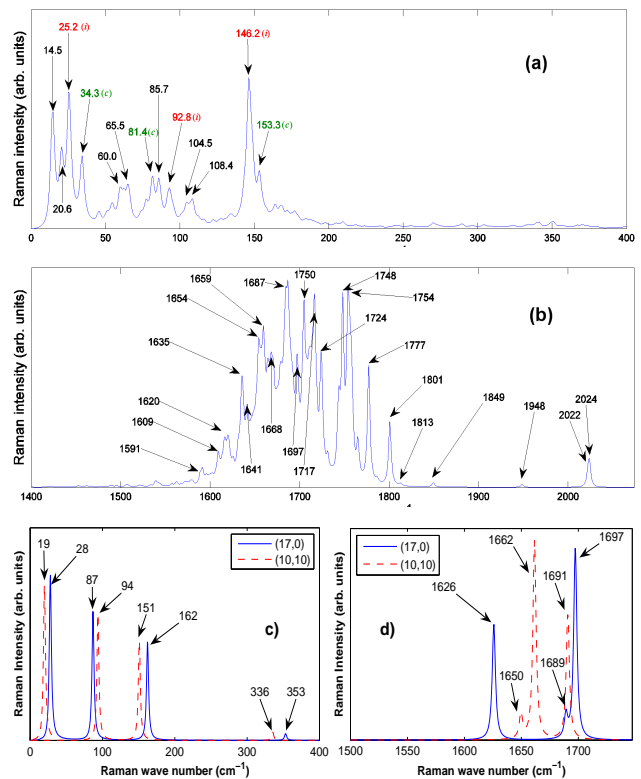 Raman intensity (arb. units)
(a)
14.5
25.2 (i)
34.3 (c)
20.6
60.0
65.5
81.4 (c)
85.7
92.8 (i)
104.5
108.4
146.2 (i)
153.3 (c)
0 50 100 150 200 250 300 350 400
Raman intensity (arb. units)
(b)
1591
1609
1620
1635
1641
1654
1659
1668
1687
1697
1750
1717
1724
1748
1754
1777
1801
1813
1849
1948
2022
2024
1400 1500 1600 1700 1800 1900 2000
Raman Intensity (arb. units)
c)
(17,0)
(10,10)
19
28
87
94
151
162
336
353
0 100 200 300 400
Raman wave number (cm⁻¹)
Raman Intensity (arb. units)
d)
(17,0)
(10,10)
1626
1650
1662
1689
1691
1697
1500 1550 1600 1650 1700
Raman wave number (cm⁻¹)